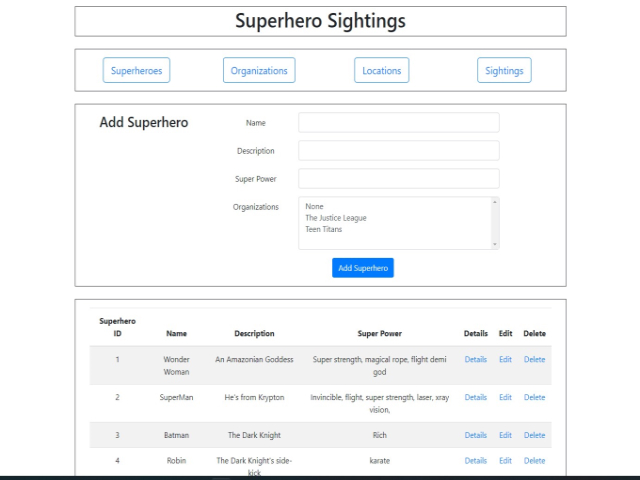 Superhero Sightings
Superheroes Organizations Locations Sightings
Add Superhero
Name
Description
Super Power
Organizations
None
The Justice League
Teen Titans
Add Superhero
Superhero ID Name Description Super Power Details Edit Delete
1 Wonder Woman An Amazonian Goddess Super strength, magical rope, flight demi god Details Edit Delete
2 SuperMan He's from Krypton Invincible, flight, super strength, laser, xray vision, Details Edit Delete
3 Batman The Dark Knight Rich Details Edit Delete
4 Robin The Dark Knight's side-kick karate Details Edit Delete